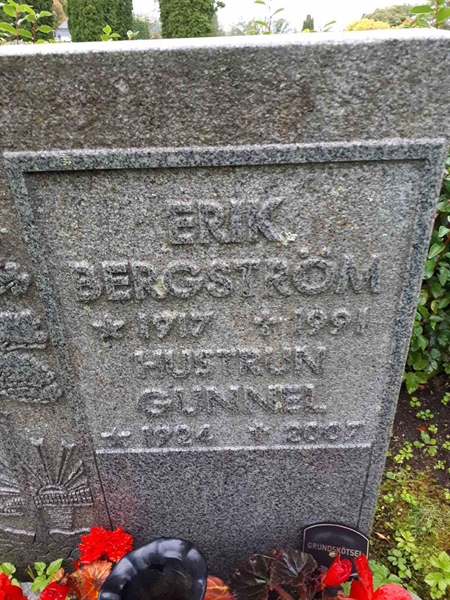 ERIK
BERGSTRÖM
* 1917 + 1991
HUSTRUN
GUNNEL
* 1924 + 2007
GRUNDSKÖTSEL